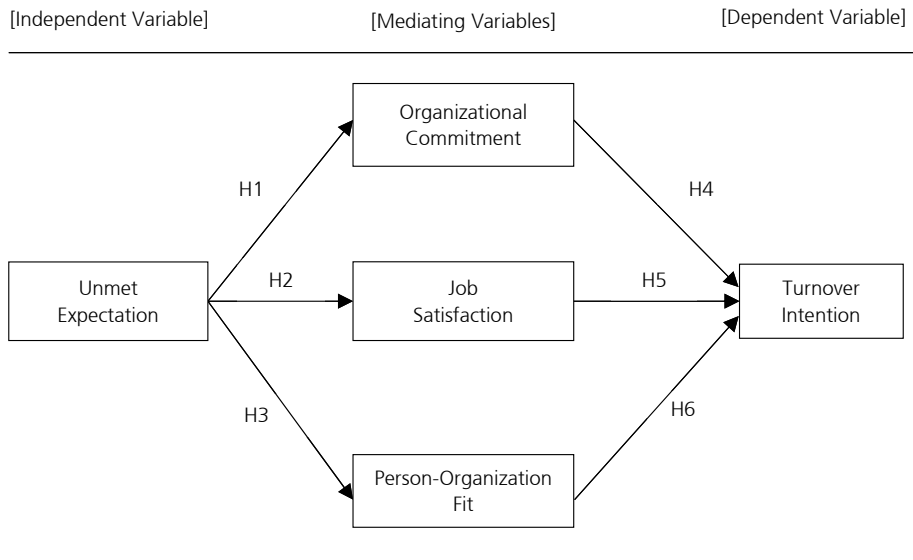 [Independent Variable]
[Mediating Variables]
[Dependent Variable]
Organizational
Commitment
H1
H4
Unmet
Expectation
H2
Job
Satisfaction
H5
Turnover
Intention
H3
H6
Person-Organization
Fit